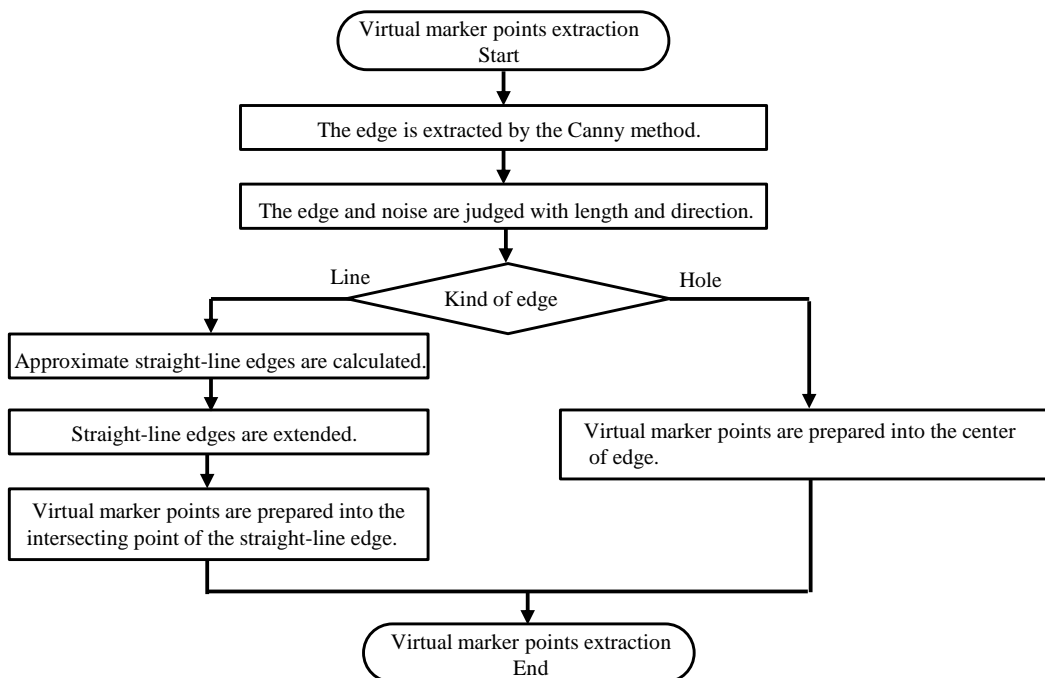 Virtual marker points extraction
Start
The edge is extracted by the Canny method.
The edge and noise are judged with length and direction.
Line
Hole
Kind of edge
Approximate straight-line edges are calculated.
Straight-line edges are extended.
Virtual marker points are prepared into the
intersecting point of the straight-line edge.
Virtual marker points are prepared into the center
of edge.
Virtual marker points extraction
End